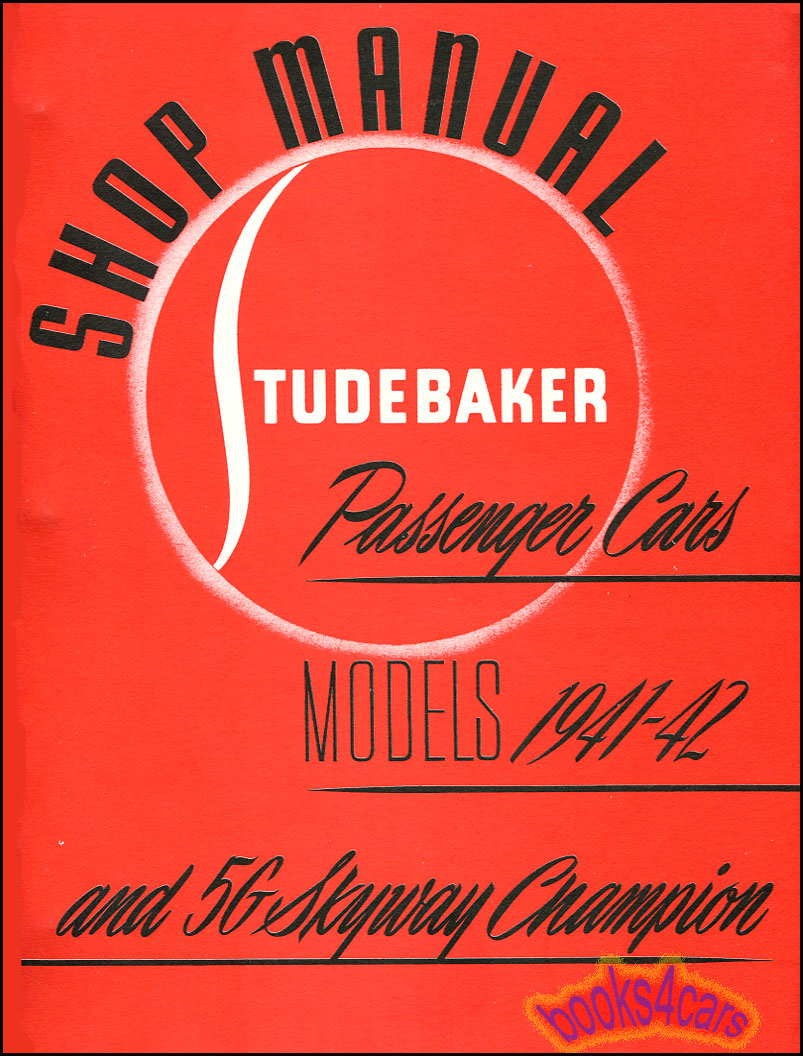 SHOP MANUAL
STUDEBAKER
Passenger Cars
MODELS 1941-42
and 5G Skyway Champion
books4cars